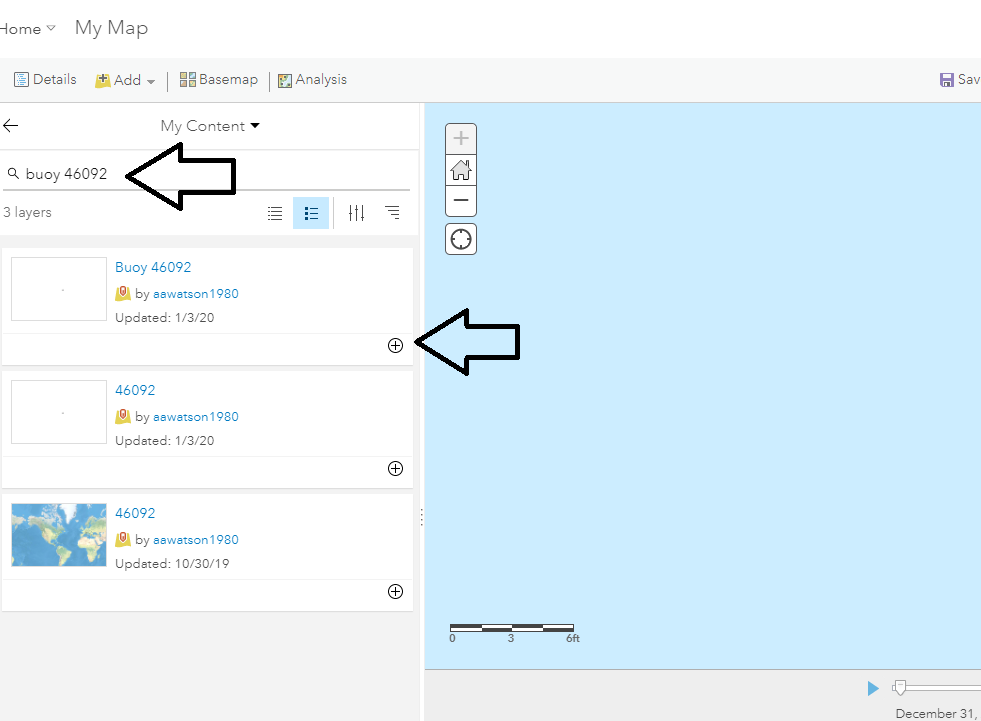 Home My Map
Details Add Basemap Analysis Sav
My Content
buoy 46092
3 layers
Buoy 46092
by aawatson1980
Updated: 1/3/20
46092
by aawatson1980
Updated: 1/3/20
46092
by aawatson1980
Updated: 10/30/19
0 3 6ft
December 31,